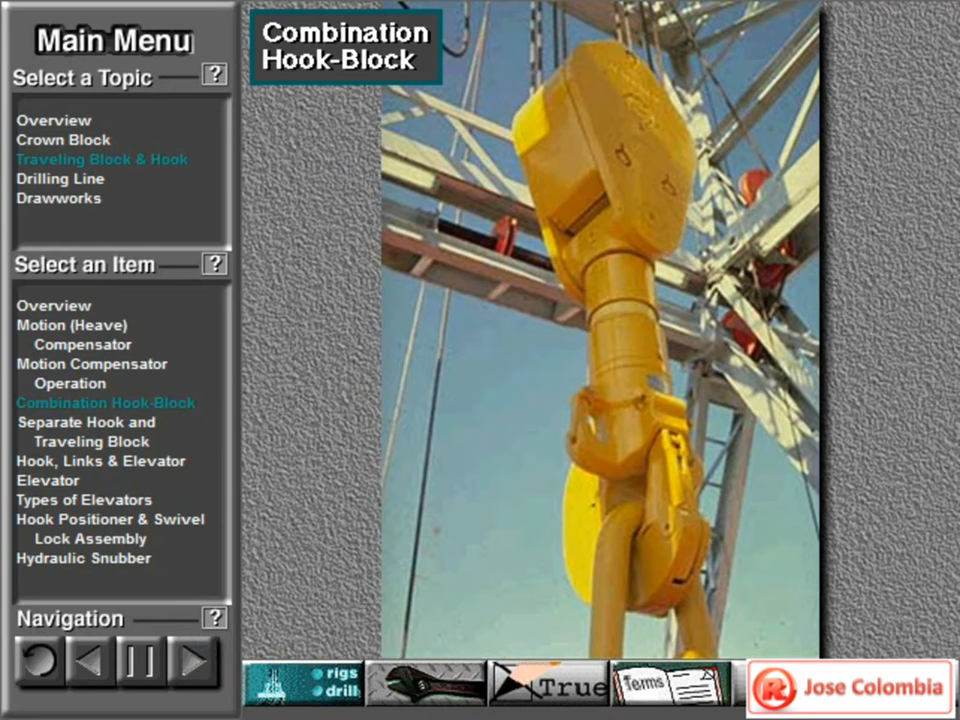 Main Menu
Select a Topic ?
Overview
Crown Block
Traveling Block & Hook
Drilling Line
Drawworks
Select an Item ?
Overview
Motion (Heave)
Compensator
Motion Compensator
Operation
Combination Hook-Block
Separate Hook and
Traveling Block
Hook, Links & Elevator
Elevator
Types of Elevators
Hook Positioner & Swivel
Lock Assembly
Hydraulic Snubber
Navigation ?
Combination
Hook-Block
rigs
drill
True
Terms
R Jose Colombia